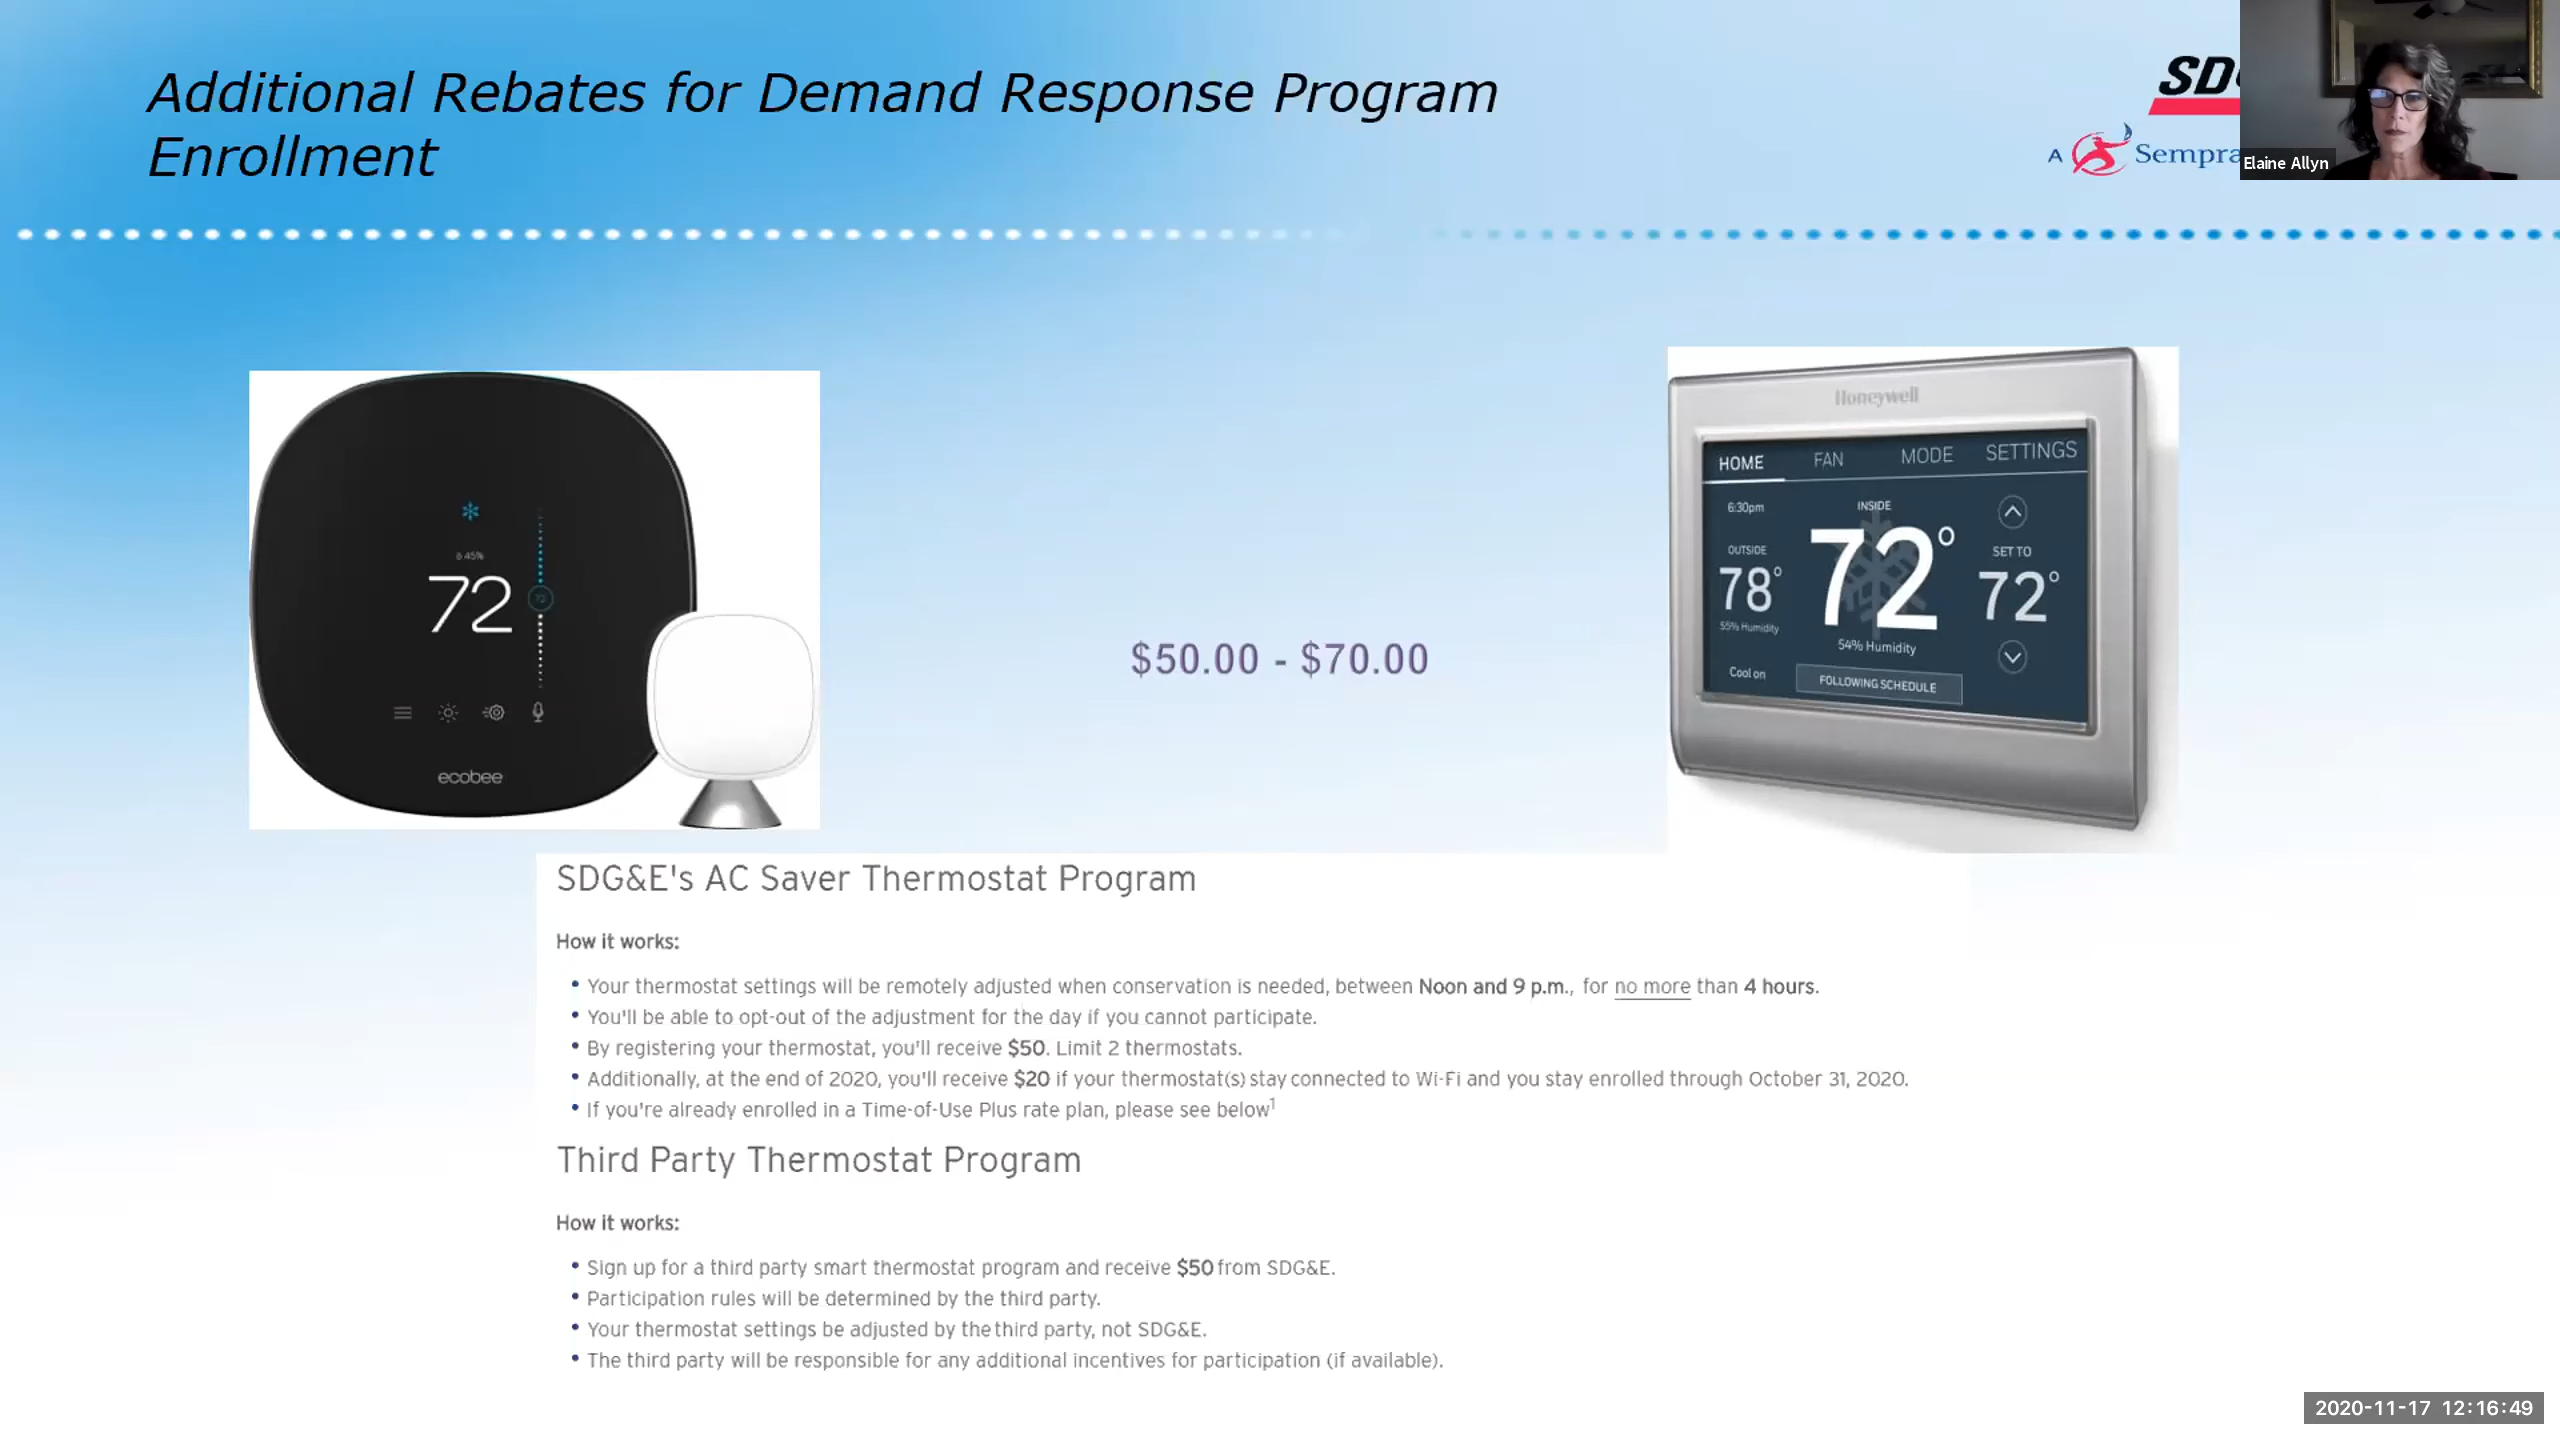 Additional Rebates for Demand Response Program
Enrollment
SD
A Sempra
Elaine Allyn
❄
45%
72
72
ecobee
$50.00 - $70.00
Honeywell
HOME FAN MODE SETTINGS
6:30pm
INSIDE
OUTSIDE
78°
55% Humidity
72°
54% Humidity
SET TO
72°
Cool on
FOLLOWING SCHEDULE
SDG&E's AC Saver Thermostat Program
How it works:
• Your thermostat settings will be remotely adjusted when conservation is needed, between Noon and 9 p.m., for no more than 4 hours.
• You'll be able to opt-out of the adjustment for the day if you cannot participate.
• By registering your thermostat, you'll receive $50. Limit 2 thermostats.
• Additionally, at the end of 2020, you'll receive $20 if your thermostat(s) stay connected to Wi-Fi and you stay enrolled through October 31, 2020.
• If you're already enrolled in a Time-of-Use Plus rate plan, please see below¹
Third Party Thermostat Program
How it works:
• Sign up for a third party smart thermostat program and receive $50 from SDG&E.
• Participation rules will be determined by the third party.
• Your thermostat settings be adjusted by the third party, not SDG&E.
• The third party will be responsible for any additional incentives for participation (if available).
2020-11-17 12:16:49